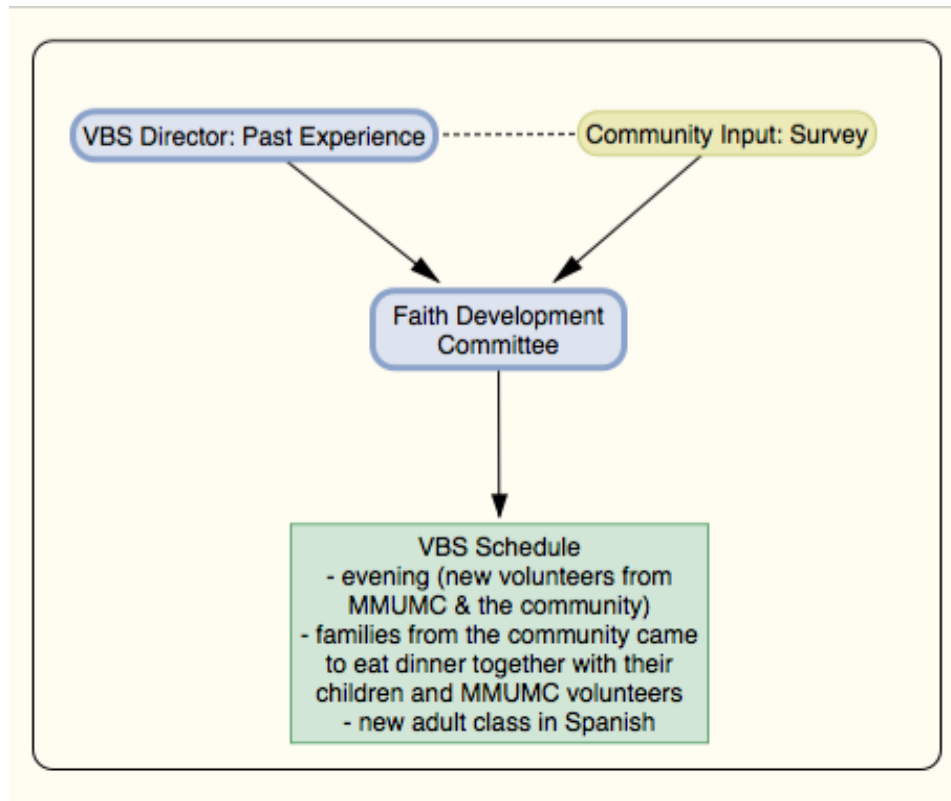 VBS Director: Past Experience
Community Input: Survey
Faith Development
Committee
VBS Schedule
- evening (new volunteers from
MMUMC & the community)
- families from the community came
to eat dinner together with their
children and MMUMC volunteers
- new adult class in Spanish